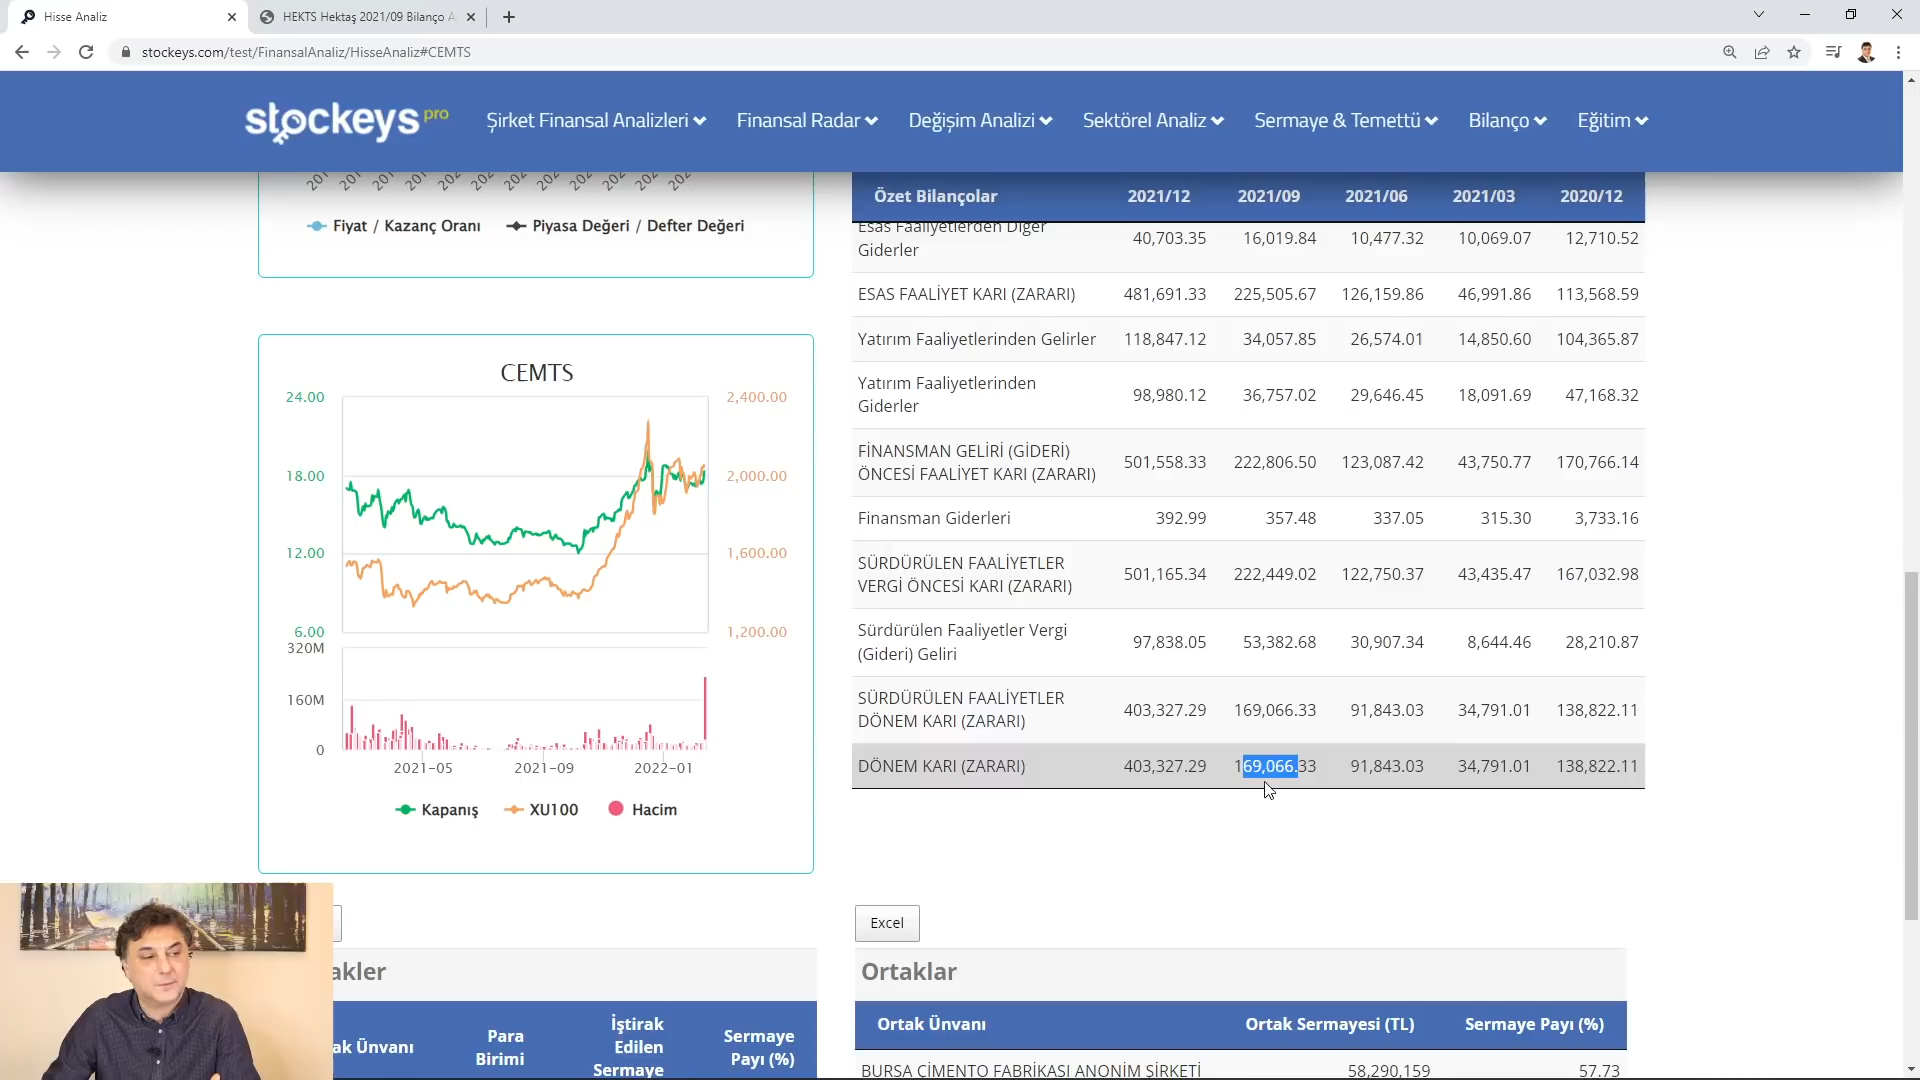 Hisse Analiz
HEKTS Hektaş 2021/09 Bilanço A
stockeys.com/test/FinansalAnaliz/HisseAnaliz#CEMTS
stockeys pro
Şirket Finansal Analizleri
Finansal Radar
Değişim Analizi
Sektörel Analiz
Sermaye & Temettü
Bilanço
Eğitim
Fiyat / Kazanç Oranı
Piyasa Değeri / Defter Değeri
CEMTS
24.00
18.00
12.00
6.00
2,400.00
2,000.00
1,600.00
1,200.00
320M
160M
0
2021-05 2021-09 2022-01
Kapanış XU100 Hacim
Özet Bilançolar 2021/12 2021/09 2021/06 2021/03 2020/12
Esas Faaliyetlerden Diğer
Giderler 40,703.35 16,019.84 10,477.32 10,069.07 12,710.52
ESAS FAALİYET KARI (ZARARI) 481,691.33 225,505.67 126,159.86 46,991.86 113,568.59
Yatırım Faaliyetlerinden Gelirler 118,847.12 34,057.85 26,574.01 14,850.60 104,365.87
Yatırım Faaliyetlerinden
Giderler 98,980.12 36,757.02 29,646.45 18,091.69 47,168.32
FİNANSMAN GELİRİ (GİDERİ)
ÖNCESİ FAALİYET KARI (ZARARI) 501,558.33 222,806.50 123,087.42 43,750.77 170,766.14
Finansman Giderleri 392.99 357.48 337.05 315.30 3,733.16
SÜRDÜRÜLEN FAALİYETLER
VERGİ ÖNCESİ KARI (ZARARI) 501,165.34 222,449.02 122,750.37 43,435.47 167,032.98
Sürdürülen Faaliyetler Vergi
(Gideri) Geliri 97,838.05 53,382.68 30,907.34 8,644.46 28,210.87
SÜRDÜRÜLEN FAALİYETLER
DÖNEM KARI (ZARARI) 403,327.29 169,066.33 91,843.03 34,791.01 138,822.11
DÖNEM KARI (ZARARI) 403,327.29 169,066.33 91,843.03 34,791.01 138,822.11
Excel
akler
ak Ünvanı
Para
Birimi
İştirak
Edilen
Sermaye
Sermaye
Payı (%)
Ortaklar
Ortak Ünvanı Ortak Sermayesi (TL) Sermaye Payı (%)
BURSA ÇİMENTO FABRİKASI ANONİM ŞİRKETİ 58,290,159 57.73